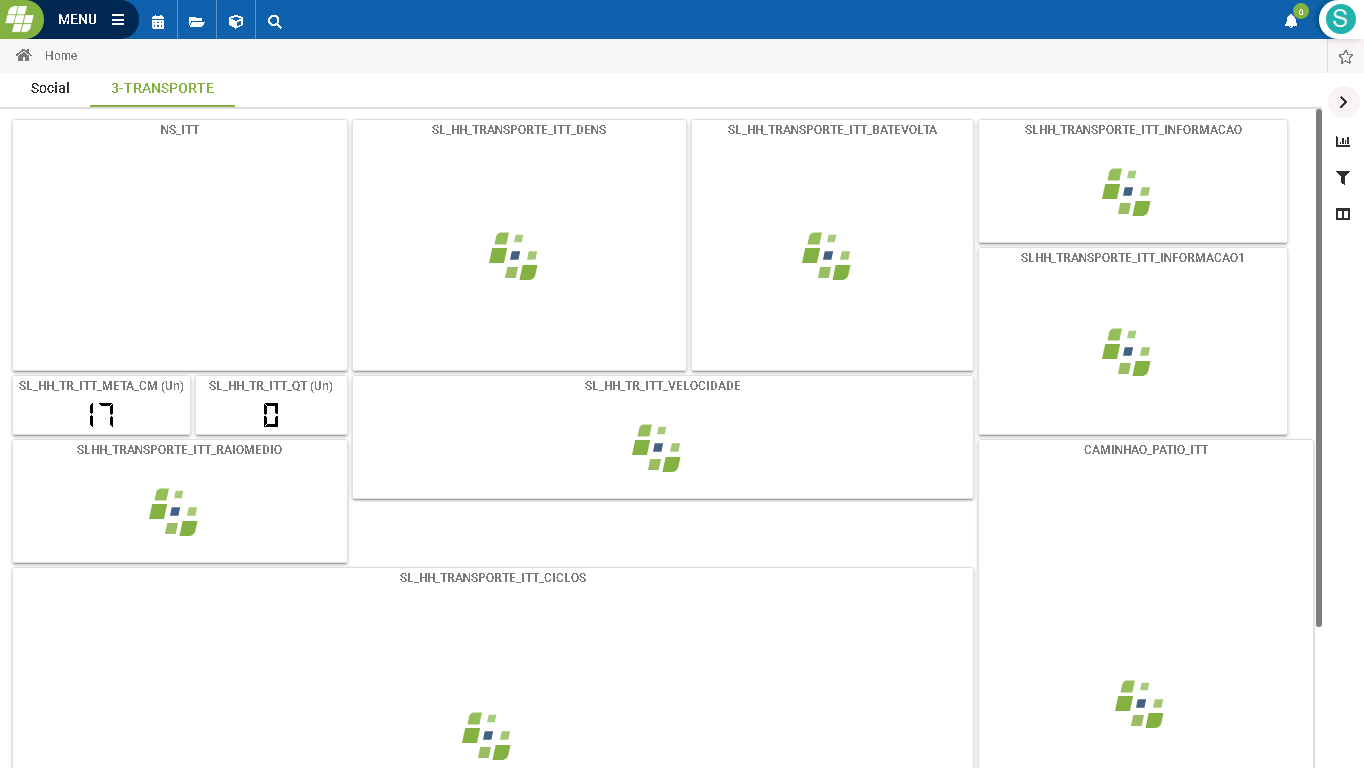 MENU
0
S
Home
Social
3-TRANSPORTE
NS_ITT
SL_HH_TRANSPORTE_ITT_DENS
SL_HH_TRANSPORTE_ITT_BATEVOLTA
SLHH_TRANSPORTE_ITT_INFORMACAO
SLHH_TRANSPORTE_ITT_INFORMACAO1
SL_HH_TR_ITT_META_CM (Un)
17
SL_HH_TR_ITT_QT (Un)
0
SL_HH_TR_ITT_VELOCIDADE
SLHH_TRANSPORTE_ITT_RAIOMEDIO
CAMINHAO_PATIO_ITT
SL_HH_TRANSPORTE_ITT_CICLOS